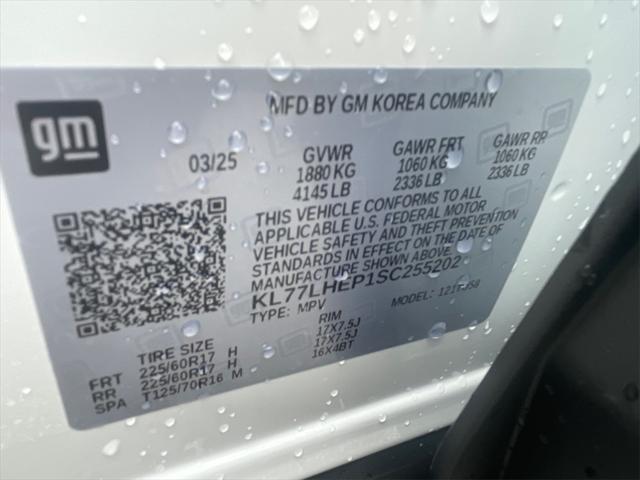 gm
MFD BY GM KOREA COMPANY
03/25 GVWR GAWR FRT GAWR RR
1880 KG 1060 KG 1060 KG
4145 LB 2336 LB 2336 LB
THIS VEHICLE CONFORMS TO ALL
APPLICABLE U.S. FEDERAL MOTOR
VEHICLE SAFETY AND THEFT PREVENTION
STANDARDS IN EFFECT ON THE DATE OF
MANUFACTURE SHOWN ABOVE.
KL77LHEP1SC255202
TYPE: MPV MODEL:
TIRE SIZE RIM
FRT 225/60R17 H 17X7.5J
RR 225/60R17 H 17X7.5J
SPA T125/70R16 M 16X4BT